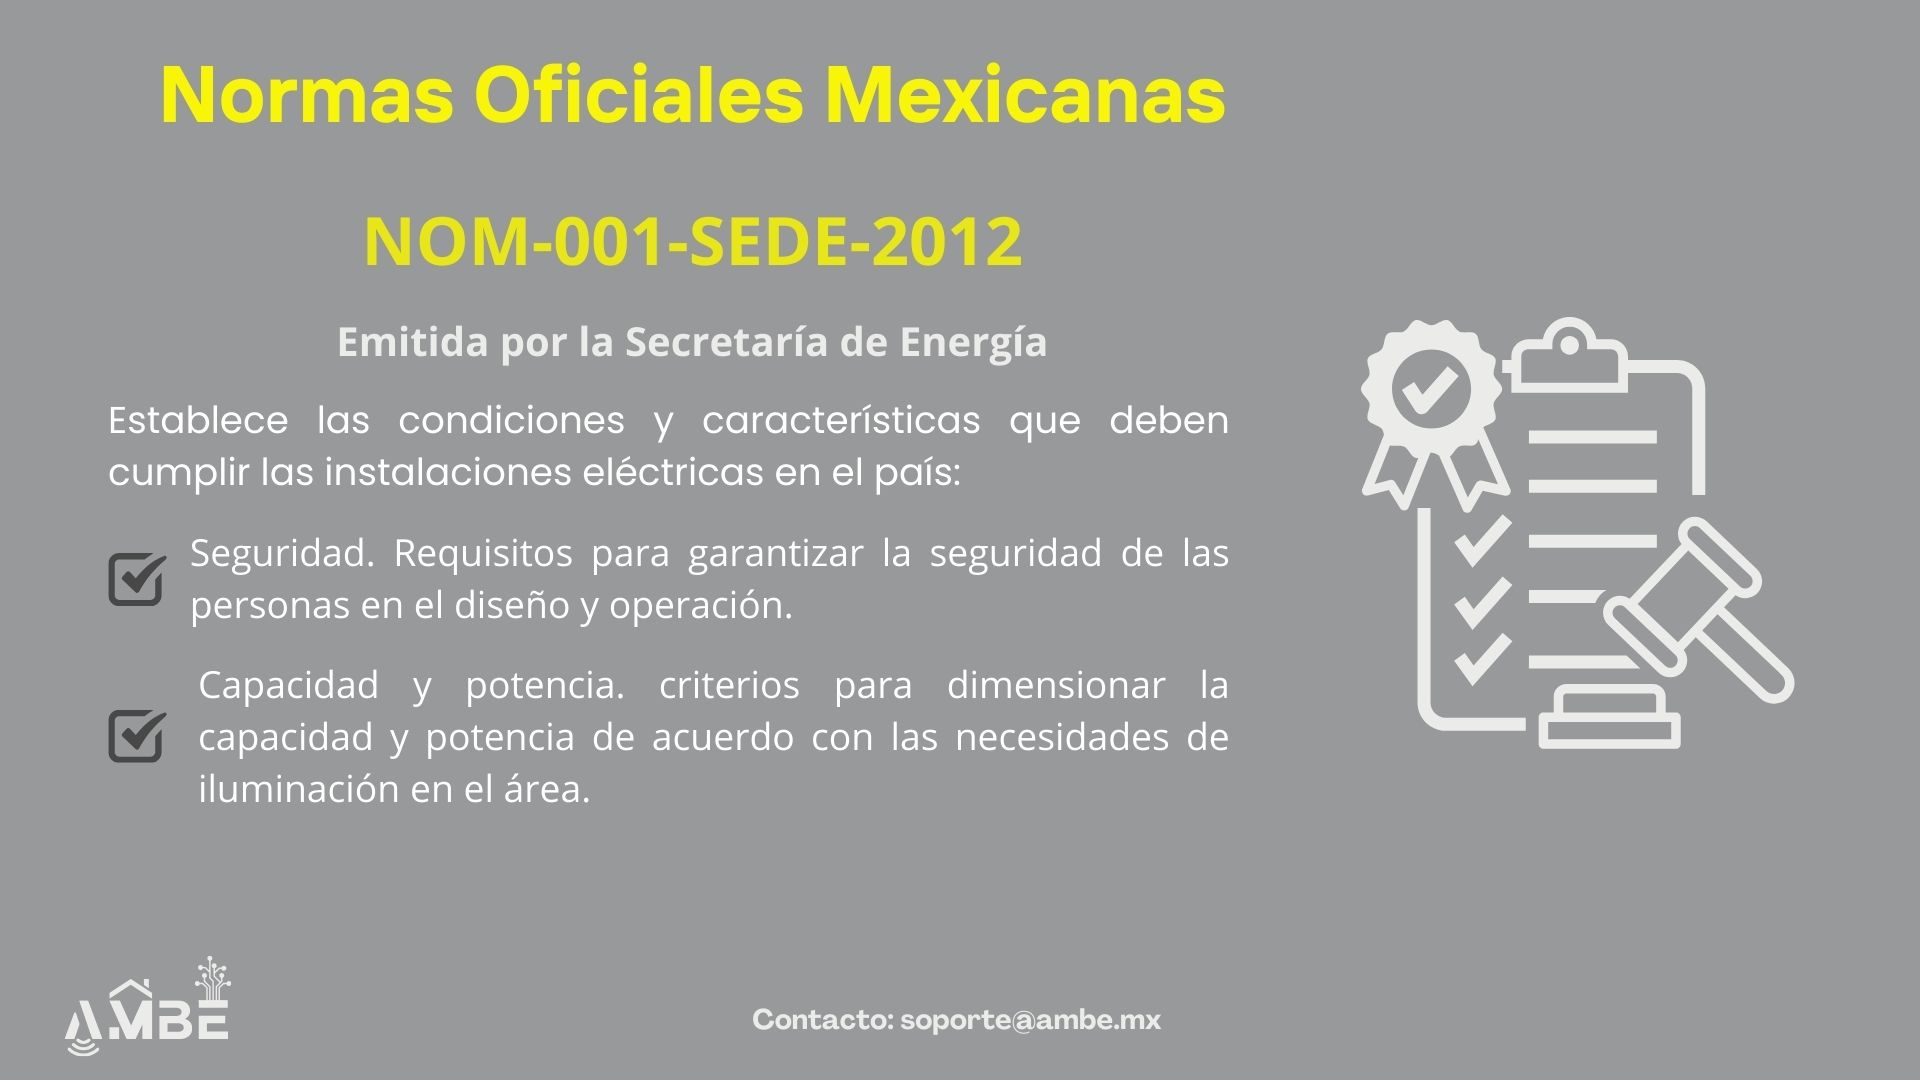 Normas Oficiales Mexicanas
NOM-001-SEDE-2012
Emitida por la Secretaría de Energía
Establece las condiciones y características que deben
cumplir las instalaciones eléctricas en el país:
Seguridad. Requisitos para garantizar la seguridad de las
personas en el diseño y operación.
Capacidad y potencia. criterios para dimensionar la
capacidad y potencia de acuerdo con las necesidades de
iluminación en el área.
AMBE
Contacto: soporte@ambe.mx